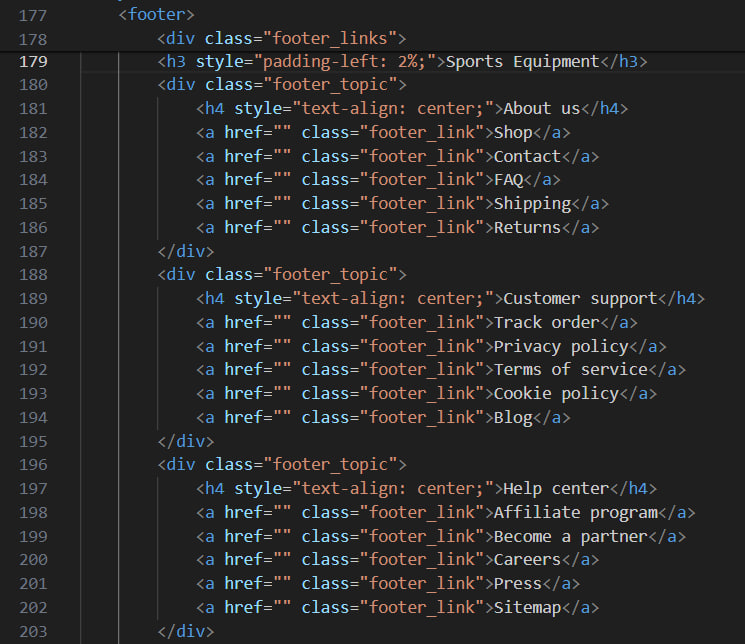 177 <footer>
178 <div class="footer_links">
179 <h3 style="padding-left: 2%;">Sports Equipment</h3>
180 <div class="footer_topic">
181 <h4 style="text-align: center;">About us</h4>
182 <a href="" class="footer_link">Shop</a>
183 <a href="" class="footer_link">Contact</a>
184 <a href="" class="footer_link">FAQ</a>
185 <a href="" class="footer_link">Shipping</a>
186 <a href="" class="footer_link">Returns</a>
187 </div>
188 <div class="footer_topic">
189 <h4 style="text-align: center;">Customer support</h4>
190 <a href="" class="footer_link">Track order</a>
191 <a href="" class="footer_link">Privacy policy</a>
192 <a href="" class="footer_link">Terms of service</a>
193 <a href="" class="footer_link">Cookie policy</a>
194 <a href="" class="footer_link">Blog</a>
195 </div>
196 <div class="footer_topic">
197 <h4 style="text-align: center;">Help center</h4>
198 <a href="" class="footer_link">Affiliate program</a>
199 <a href="" class="footer_link">Become a partner</a>
200 <a href="" class="footer_link">Careers</a>
201 <a href="" class="footer_link">Press</a>
202 <a href="" class="footer_link">Sitemap</a>
203 </div>